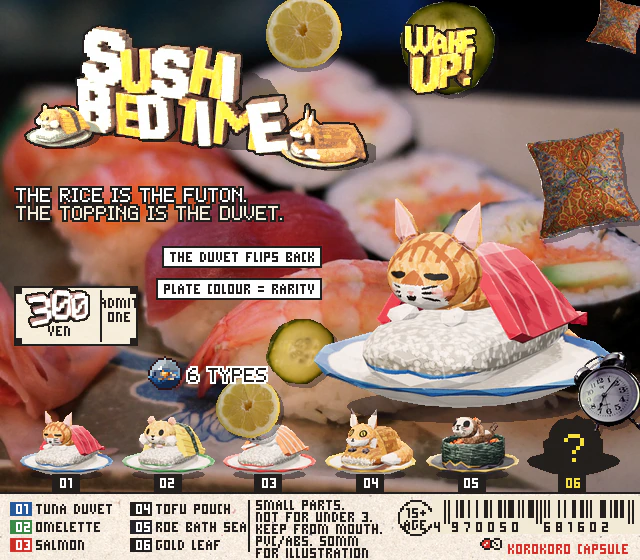 SUSHI
BEDTIME
WAKE
UP!
THE RICE IS THE FUTON.
THE TOPPING IS THE DUVET.
THE DUVET FLIPS BACK
PLATE COLOUR = RARITY
300
YEN
ADMIT
ONE
6 TYPES
?
01
02
03
04
05
06
01 TUNA DUVET
02 OMELETTE
03 SALMON
04 TOFU POUCH
05 ROE BATH SEA
06 GOLD LEAF
SMALL PARTS.
NOT FOR UNDER 3.
KEEP FROM MOUTH.
PVC/ABS. 50MM
FOR ILLUSTRATION
15+
AGE
4 970050 681602
KOROKORO CAPSULE